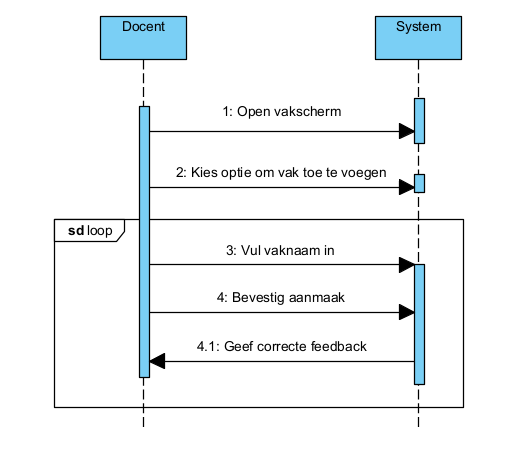 Docent
System
1: Open vakscherm
2: Kies optie om vak toe te voegen
sd loop
3: Vul vaknaam in
4: Bevestig aanmaak
4.1: Geef correcte feedback